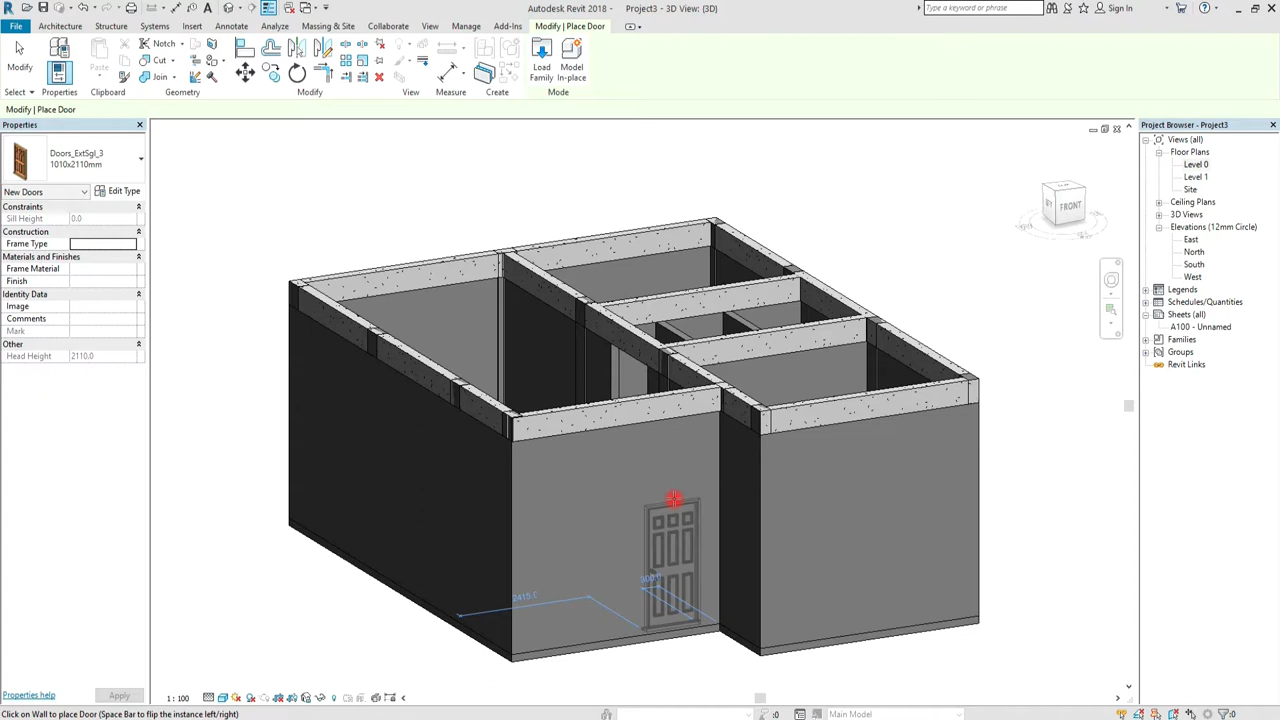 Autodesk Revit 2018 - Project3 - 3D View: {3D}
Type a keyword or phrase
Sign In
File Architecture Structure Systems Insert Annotate Analyze Massing & Site Collaborate View Manage Add-Ins Modify | Place Door
Modify
Paste
Notch
Cut
Join
Load Family
Model In-place
Select Properties Clipboard Geometry Modify View Measure Create Mode
Modify | Place Door
Properties
Doors_ExtSgl_3
1010x2110mm
New Doors
Edit Type
Constraints
Sill Height 0.0
Construction
Frame Type
Materials and Finishes
Frame Material
Finish
Identity Data
Image
Comments
Mark
Other
Head Height 2110.0
Properties help
Apply
FRONT
2415.0
300.0
Project Browser - Project3
Views (all)
Floor Plans
Level 0
Level 1
Site
Ceiling Plans
3D Views
Elevations (12mm Circle)
East
North
South
West
Legends
Schedules/Quantities
Sheets (all)
A100 - Unnamed
Families
Groups
Revit Links
1 : 100
Click on Wall to place Door (Space Bar to flip the instance left/right)
:0
Main Model
:0